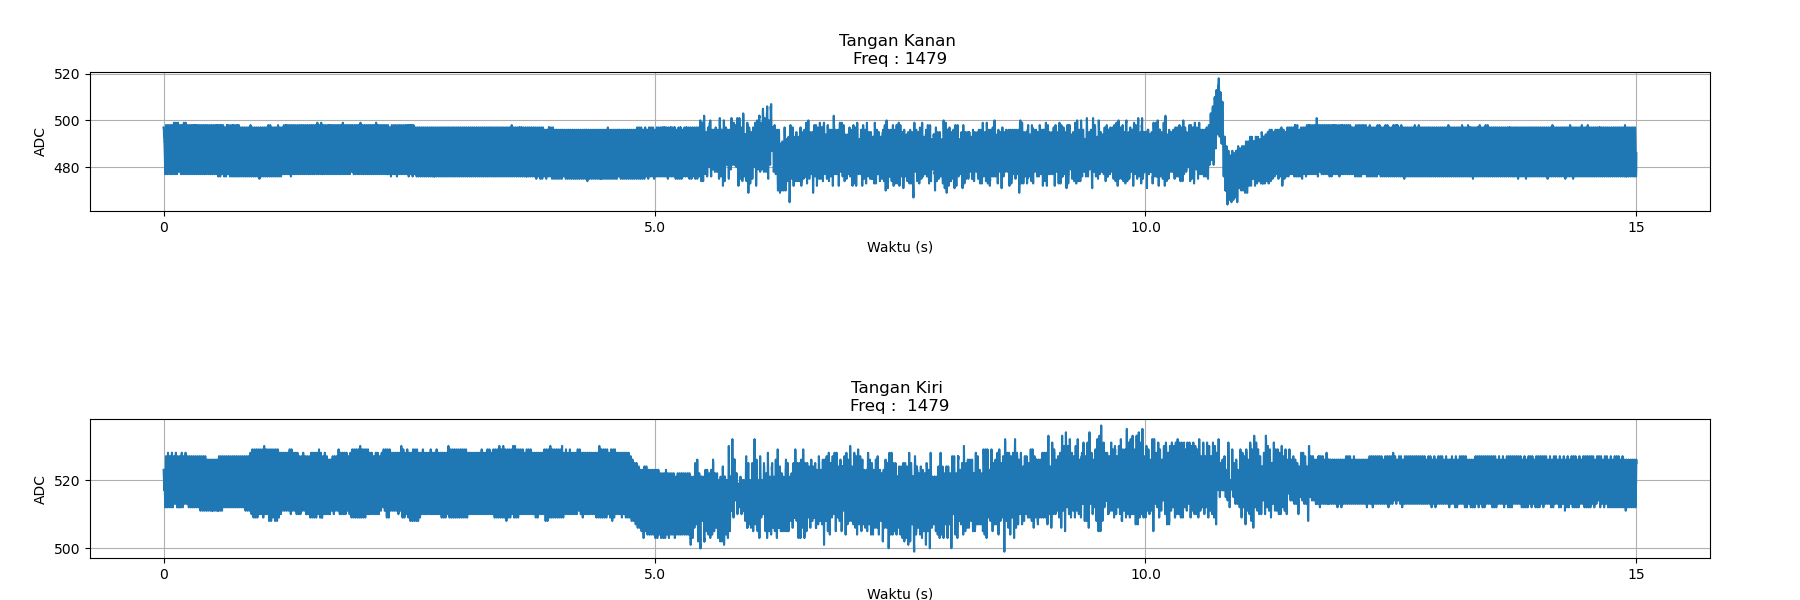 Tangan Kanan
Freq : 1479
520
500
480
ADC
0 5.0 10.0 15
Waktu (s)
Tangan Kiri
Freq :  1479
520
500
ADC
0 5.0 10.0 15
Waktu (s)